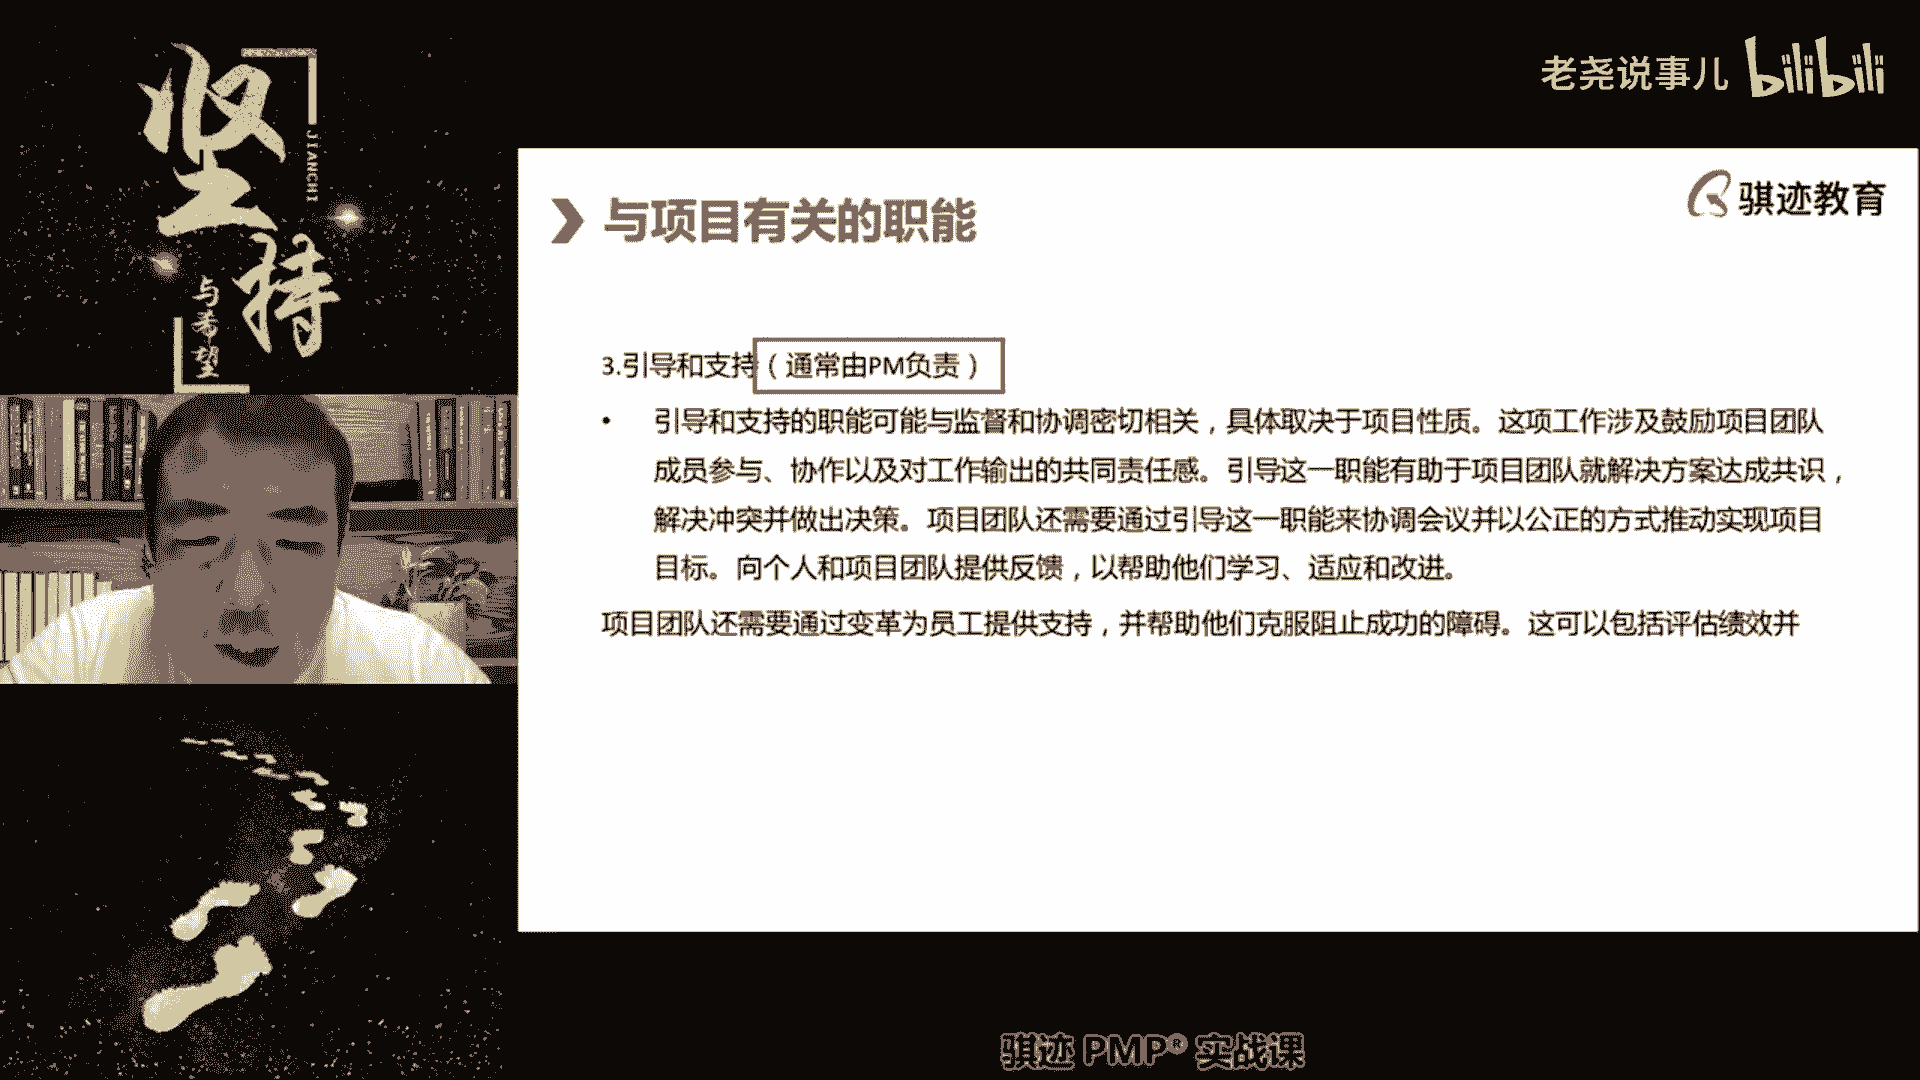 坚持
JIANCHI
与希望
老尧说事儿 bilibili
骐迹教育
与项目有关的职能
3.引导和支持（通常由PM负责）
• 引导和支持的职能可能与监督和协调密切相关，具体取决于项目性质。这项工作涉及鼓励项目团队
成员参与、协作以及对工作输出的共同责任感。引导这一职能有助于项目团队就解决方案达成共识，
解决冲突并做出决策。项目团队还需要通过引导这一职能来协调会议并以公正的方式推动实现项目
目标。向个人和项目团队提供反馈，以帮助他们学习、适应和改进。
项目团队还需要通过变革为员工提供支持，并帮助他们克服阻止成功的障碍。这可以包括评估绩效并
骐迹 PMP® 实战课